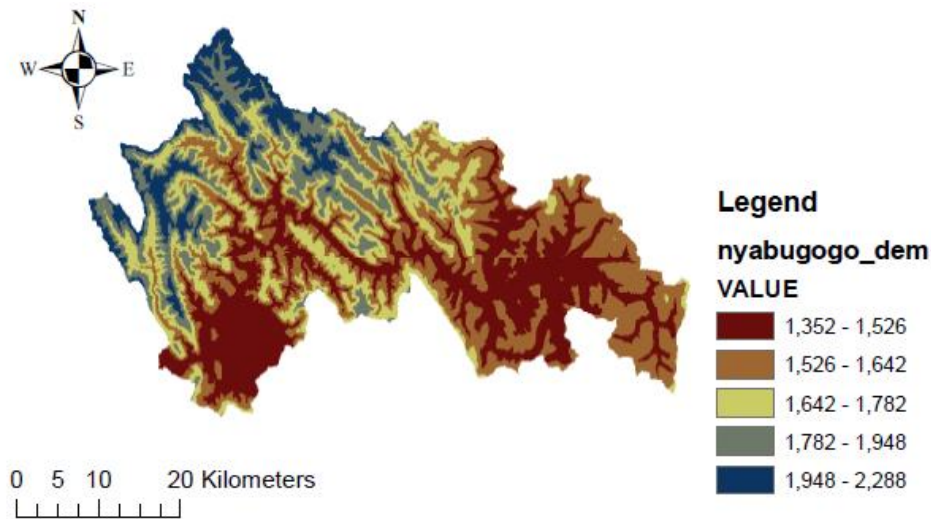 N
W E
S
Legend
nyabugogo_dem
VALUE
1,352 - 1,526
1,526 - 1,642
1,642 - 1,782
1,782 - 1,948
1,948 - 2,288
0 5 10 20 Kilometers